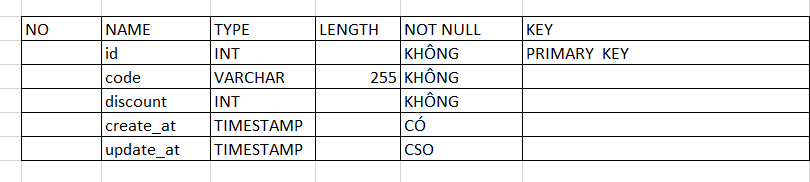 NO NAME TYPE LENGTH NOT NULL KEY
id INT KHÔNG PRIMARY KEY
code VARCHAR 255 KHÔNG
discount INT KHÔNG
create_at TIMESTAMP CÓ
update_at TIMESTAMP CSO